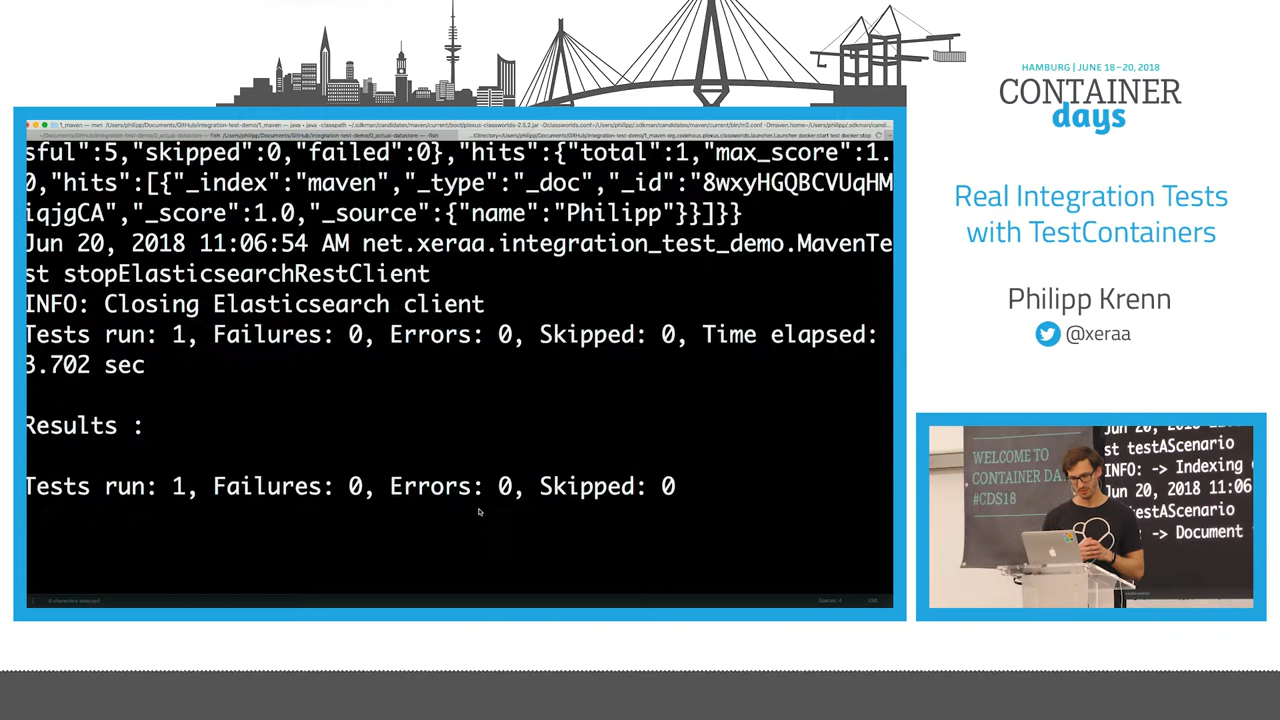 HAMBURG | JUNE 18–20, 2018
CONTAINER
days
Real Integration Tests
with TestContainers
Philipp Krenn
@xeraa
sful":5,"skipped":0,"failed":0},"hits":{"total":1,"max_score":1.
0,"hits":[{"_index":"maven","_type":"_doc","_id":"8wxyHGQBCVUqHM
iqjgCA","_score":1.0,"_source":{"name":"Philipp"}}]}}
Jun 20, 2018 11:06:54 AM net.xeraa.integration_test_demo.MavenTe
st stopElasticsearchRestClient
INFO: Closing Elasticsearch client
Tests run: 1, Failures: 0, Errors: 0, Skipped: 0, Time elapsed:
3.702 sec
Results :
Tests run: 1, Failures: 0, Errors: 0, Skipped: 0
WELCOME TO
CONTAINER DA
#CDS18
st testAScenario
INFO: -> Indexing
Jun 20, 2018 11:06
testAScenario
: -> Document